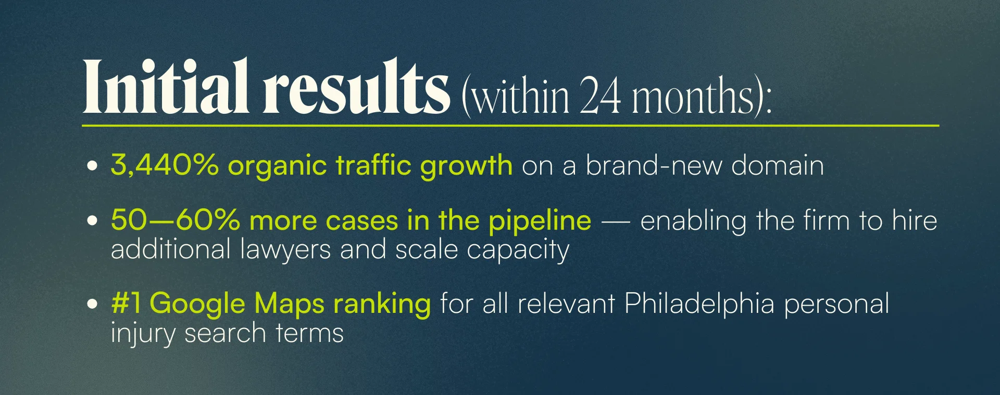 Initial results (within 24 months):
• 3,440% organic traffic growth on a brand-new domain
• 50—60% more cases in the pipeline — enabling the firm to hire
additional lawyers and scale capacity
• #1 Google Maps ranking for all relevant Philadelphia personal
injury search terms